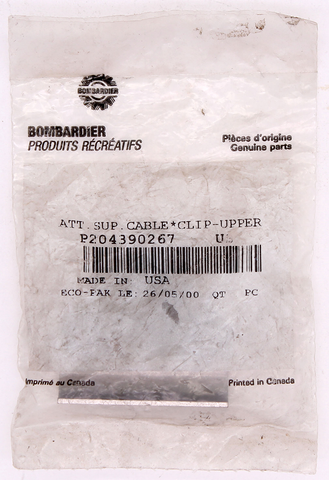 BOMBARDIER
BOMBARDIER
PRODUITS RÉCRÉATIFS
Pièces d'origine
Genuine parts
ATT.SUP.CABLE*CLIP-UPPER
P204390267 U
MADE IN: USA
ECO-PAK LE: 26/05/00 QT PC
Imprimé au Canada
Printed in Canada